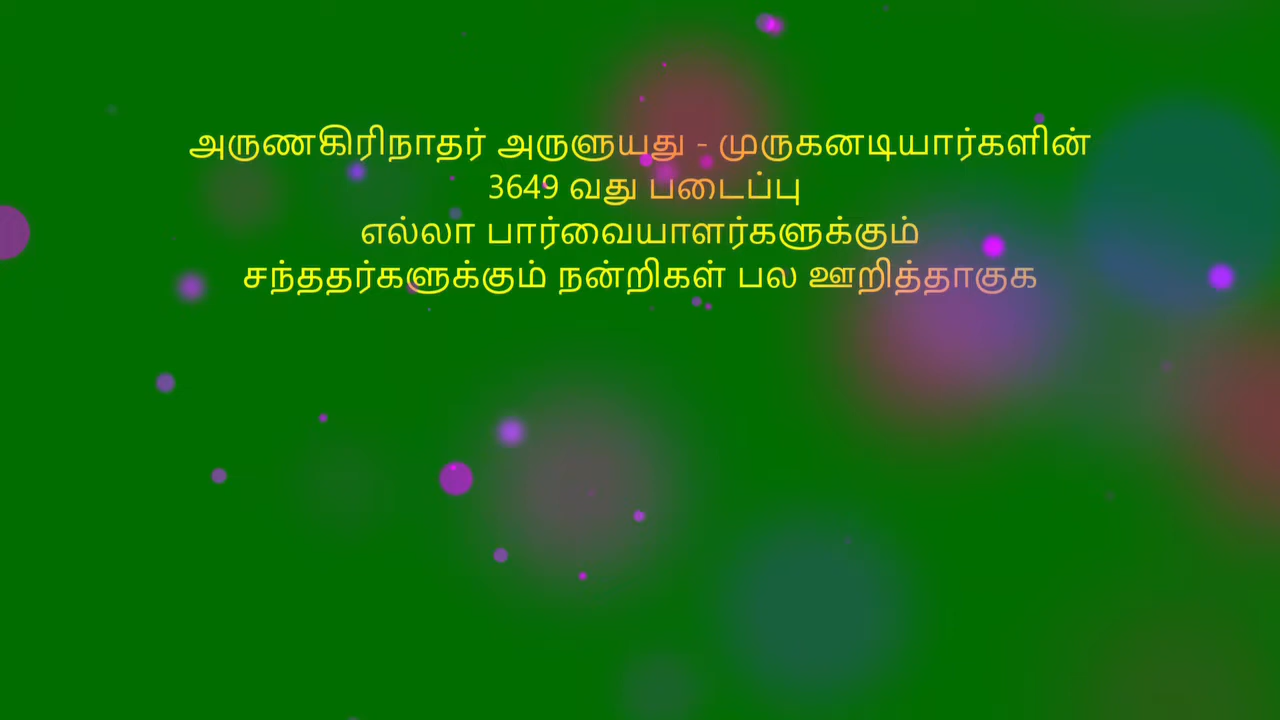 அருணகிரிநாதர் அருளுயது - முருகனடியார்களின்
3649 வது படைப்பு
எல்லா பார்வையாளர்களுக்கும்
சந்ததர்களுக்கும் நன்றிகள் பல ஊறித்தாகுக